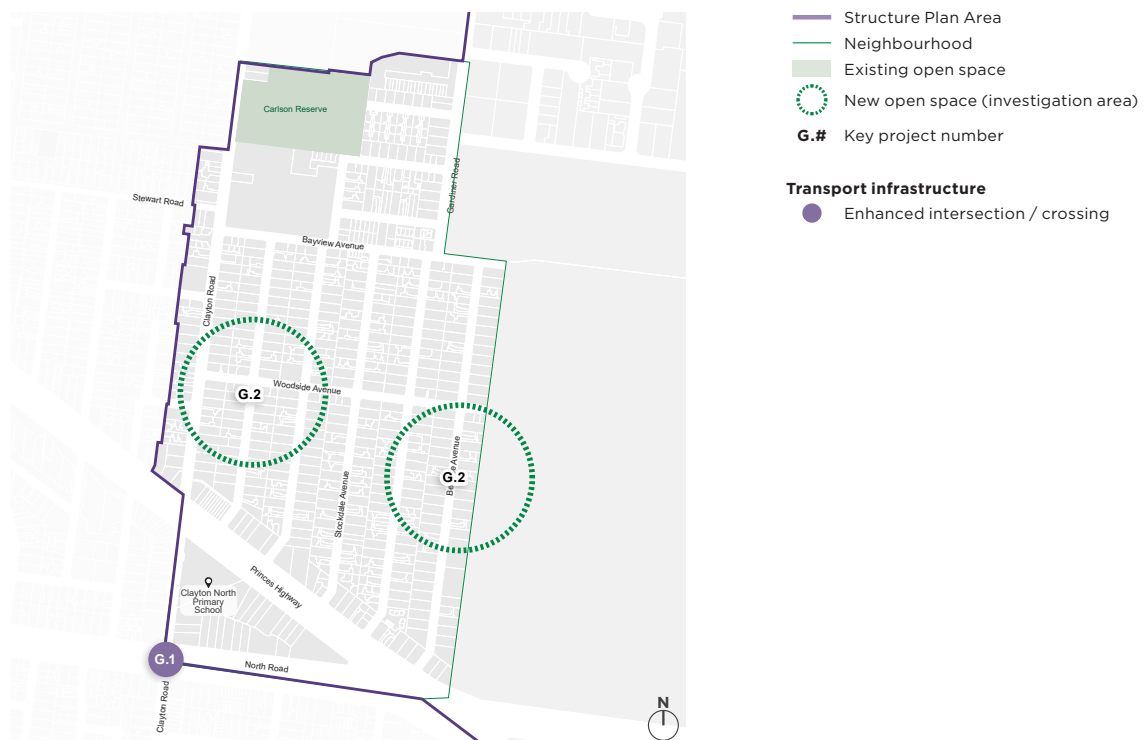 Structure Plan Area
Neighbourhood
Existing open space
New open space (investigation area)
G.# Key project number
Transport infrastructure
Enhanced intersection / crossing
Carlson Reserve
Gardiner Road
Stewart Road
Bayview Avenue
Clayton Road
Woodside Avenue
G.2
G.2
Avenue
Stockdale Avenue
Princes Highway
Clayton North
Primary
School
G.1
North Road
Clayton Road
N